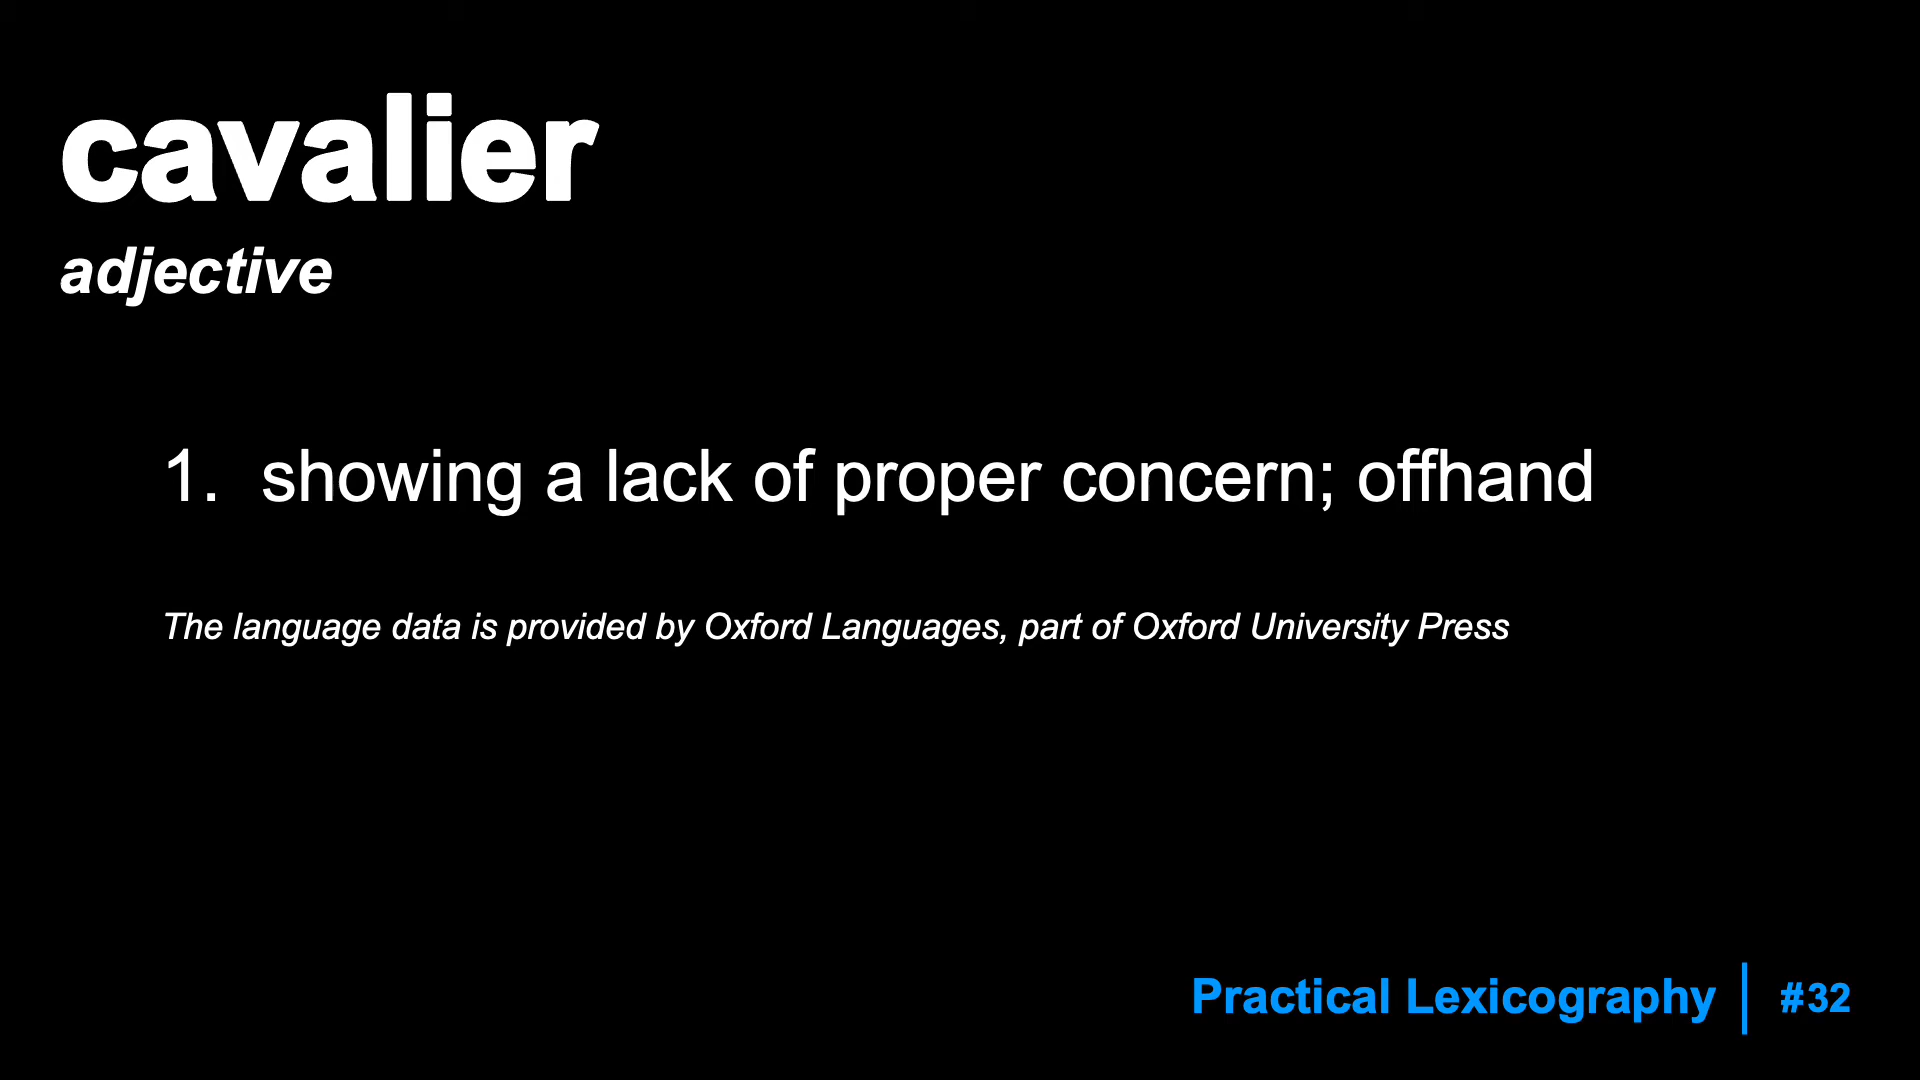 cavalier
adjective
1. showing a lack of proper concern; offhand
The language data is provided by Oxford Languages, part of Oxford University Press
Practical Lexicography | #32